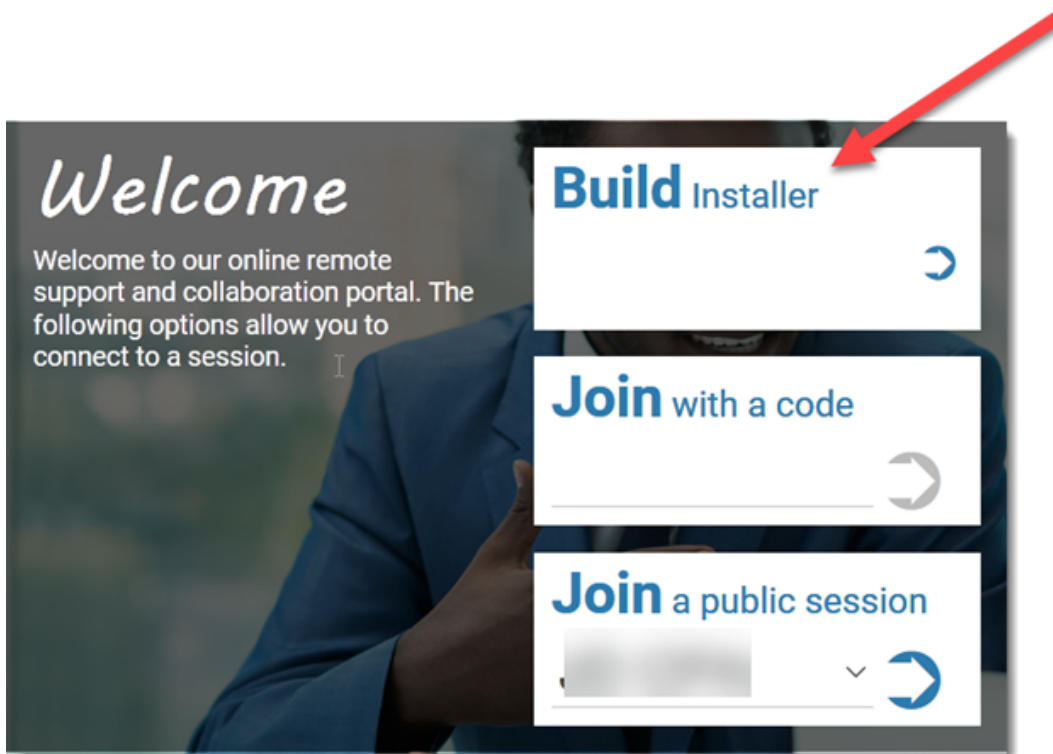 Welcome
Welcome to our online remote
support and collaboration portal. The
following options allow you to
connect to a session.
Build Installer
Join with a code
Join a public session